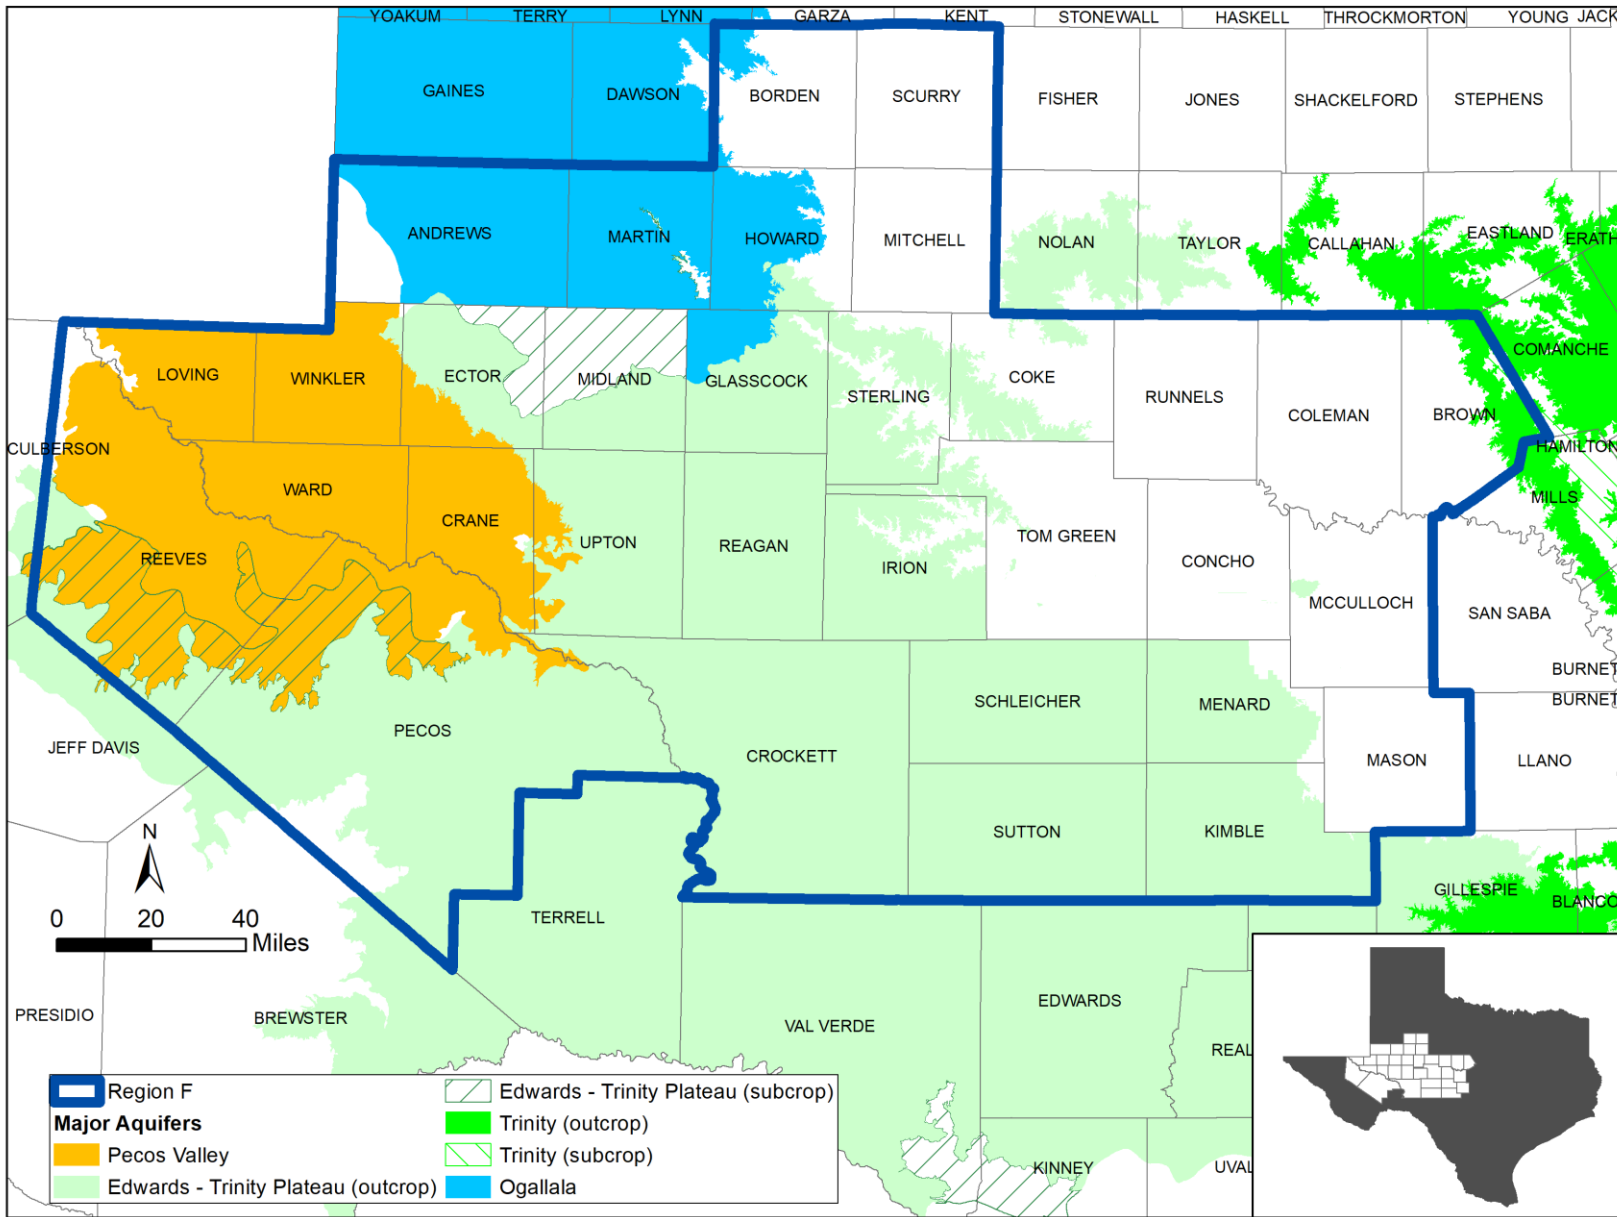 YOAKUM TERRY LYNN GARZA KENT STONEWALL HASKELL THROCKMORTON YOUNG JACK
GAINES DAWSON BORDEN SCURRY FISHER JONES SHACKELFORD STEPHENS
ANDREWS MARTIN HOWARD MITCHELL NOLAN TAYLOR CALLAHAN EASTLAND ERATH
LOVING WINKLER ECTOR MIDLAND GLASSCOCK STERLING COKE RUNNELS COLEMAN BROWN COMANCHE
CULBERSON HAMILTON
WARD CRANE UPTON REAGAN IRION TOM GREEN CONCHO MILLS
REEVES MCCULLOCH SAN SABA
BURNET
BURNET
JEFF DAVIS PECOS CROCKETT SCHLEICHER MENARD MASON LLANO
SUTTON KIMBLE
GILLESPIE BLANCO
TERRELL
PRESIDIO BREWSTER VAL VERDE EDWARDS
REAL
KINNEY UVAL
N
0 20 40
Miles
Region F
Major Aquifers
Pecos Valley
Edwards - Trinity Plateau (outcrop)
Edwards - Trinity Plateau (subcrop)
Trinity (outcrop)
Trinity (subcrop)
Ogallala